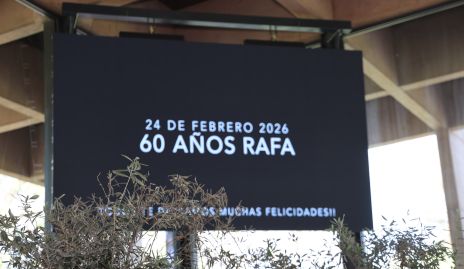 24 DE FEBRERO 2026
60 AÑOS RAFA
MUCHAS FELICIDADES!!